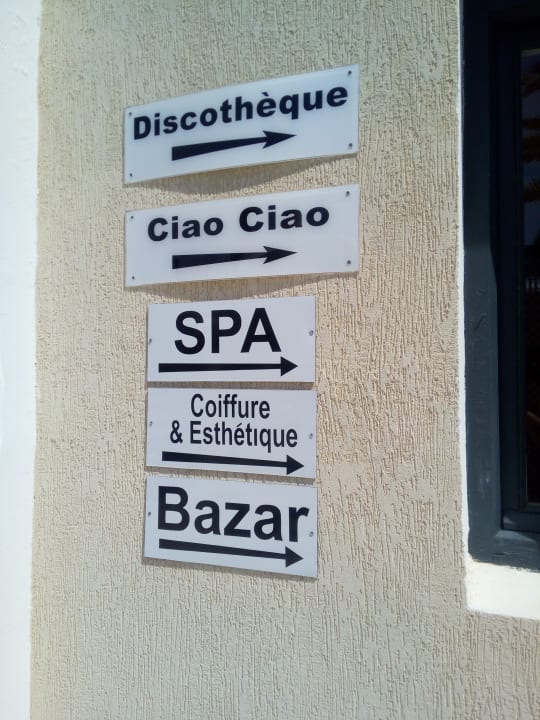 Discothèque
Ciao Ciao
SPA
Coiffure
& Esthétique
Bazar